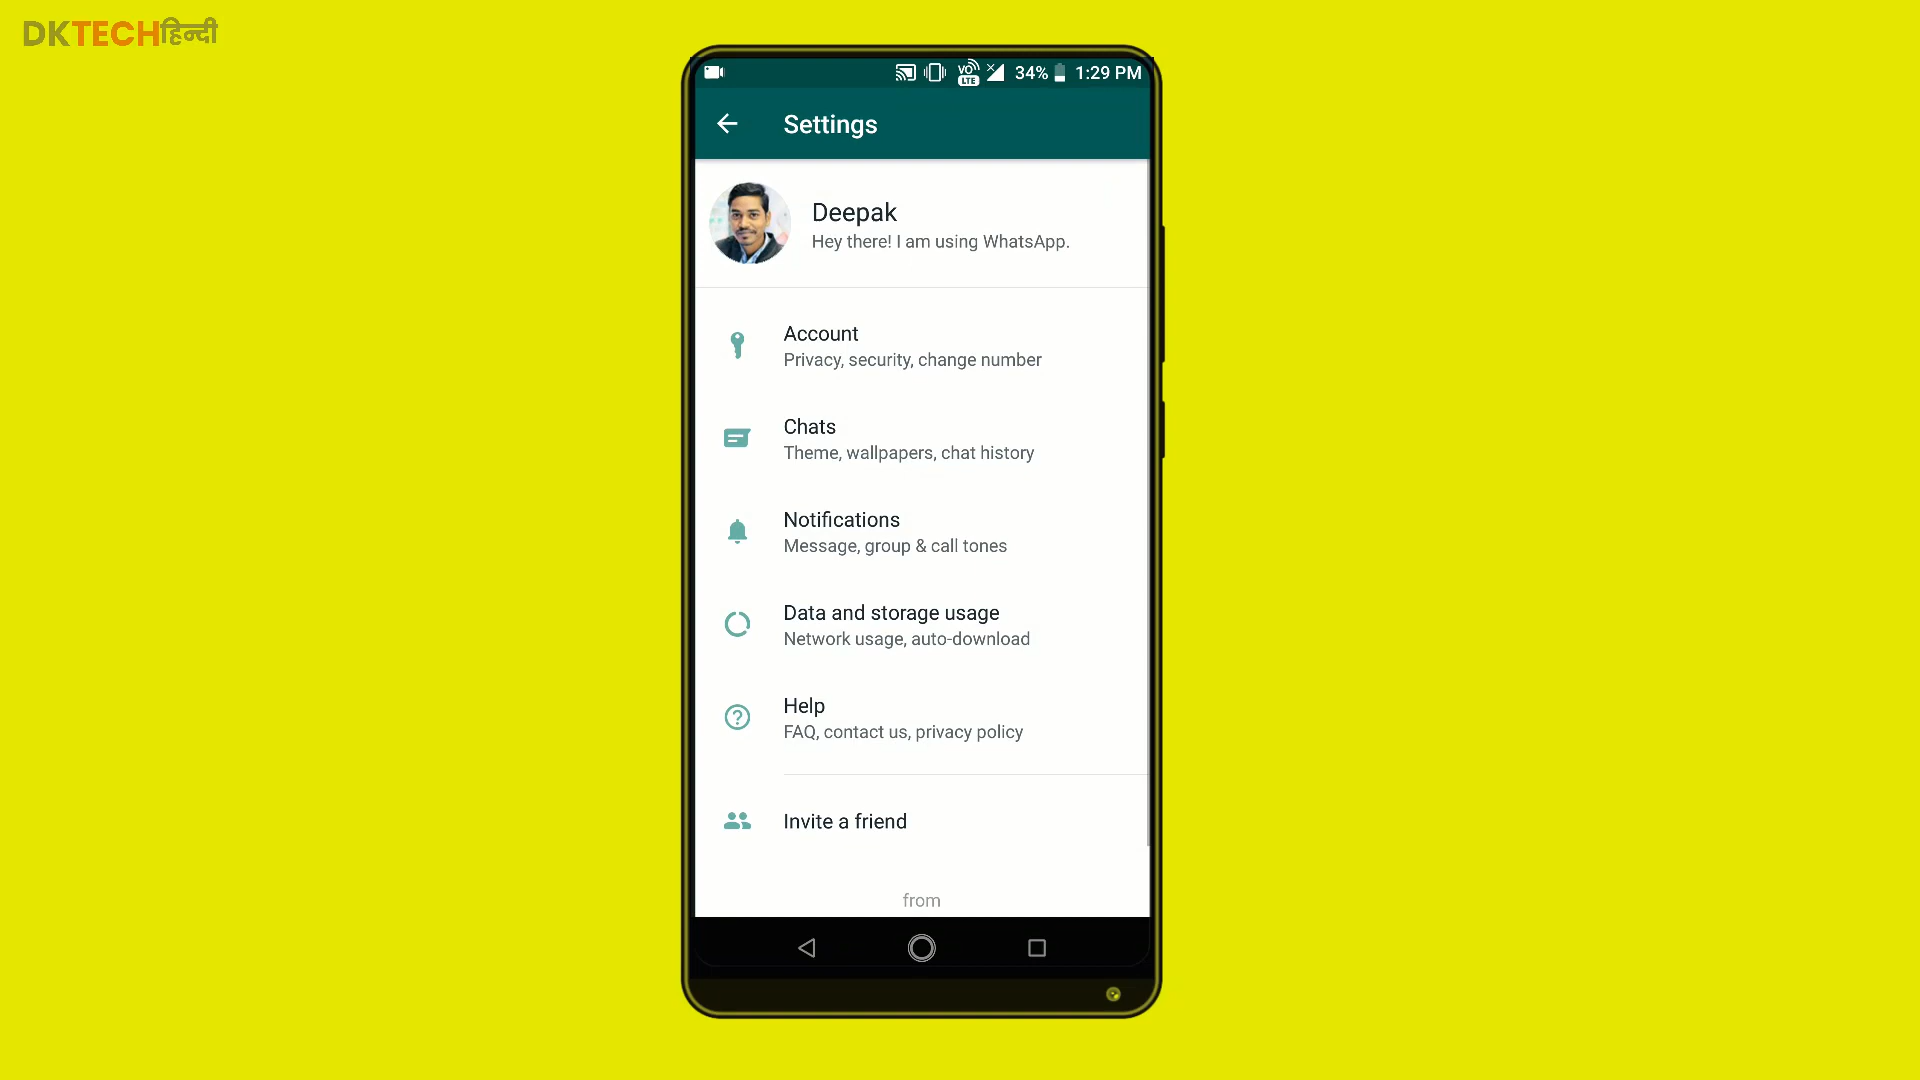 DKTECHहिन्दी
VO LTE 34% 1:29 PM
Settings
Deepak
Hey there! I am using WhatsApp.
Account
Privacy, security, change number
Chats
Theme, wallpapers, chat history
Notifications
Message, group & call tones
Data and storage usage
Network usage, auto-download
Help
FAQ, contact us, privacy policy
Invite a friend
from